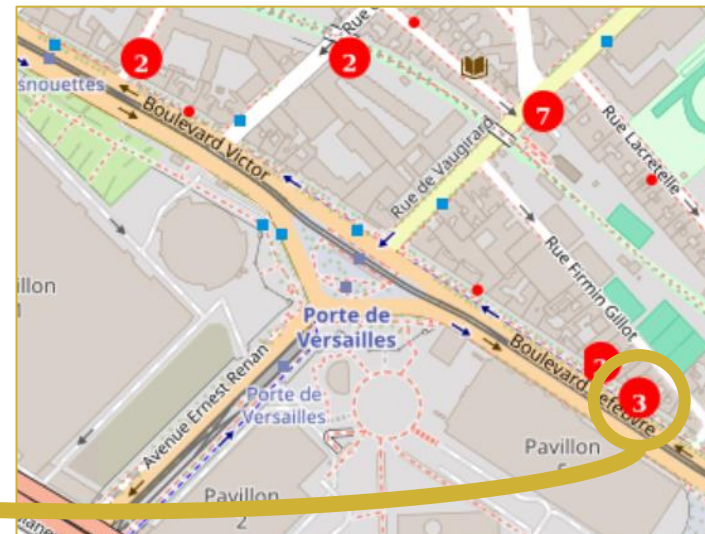 Rue
2
2
snouettes
7
Boulevard Victor
Rue de Vaugirard
Rue Lacretelle
illon
Rue Firmin Gillot
Porte de
Versailles
Boulevard Lefebvre
3
Avenue Ernest Renan
Porte de
Versailles
Pavillon
Pavillon
2